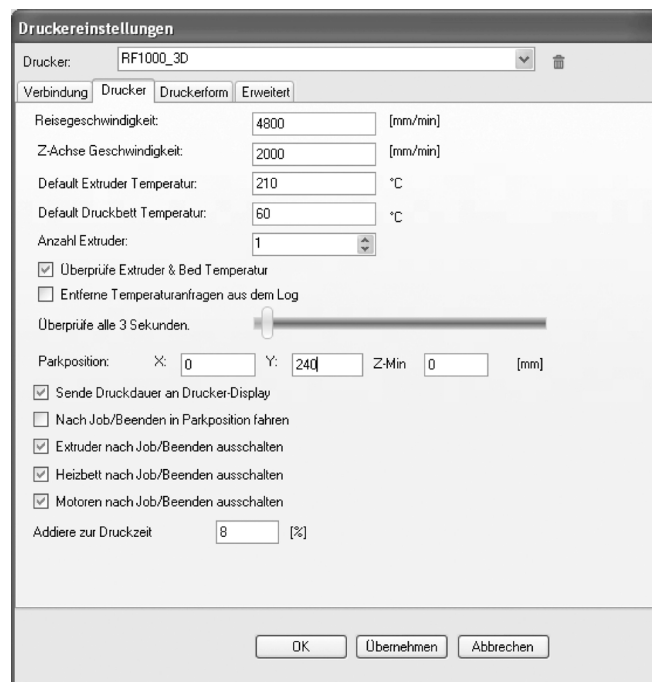 Druckereinstellungen
Drucker: RF1000_3D
Verbindung Drucker Druckerform Erweitert
Reisegeschwindigkeit: 4800 [mm/min]
Z-Achse Geschwindigkeit: 2000 [mm/min]
Default Extruder Temperatur: 210 °C
Default Druckbett Temperatur: 60 °C
Anzahl Extruder: 1
Überprüfe Extruder & Bed Temperatur
Entferne Temperaturanfragen aus dem Log
Überprüfe alle 3 Sekunden.
Parkposition: X: 0 Y: 240 Z-Min 0 [mm]
Sende Druckdauer an Drucker-Display
Nach Job/Beenden in Parkposition fahren
Extruder nach Job/Beenden ausschalten
Heizbett nach Job/Beenden ausschalten
Motoren nach Job/Beenden ausschalten
Addiere zur Druckzeit 8 [%]
OK Übernehmen Abbrechen